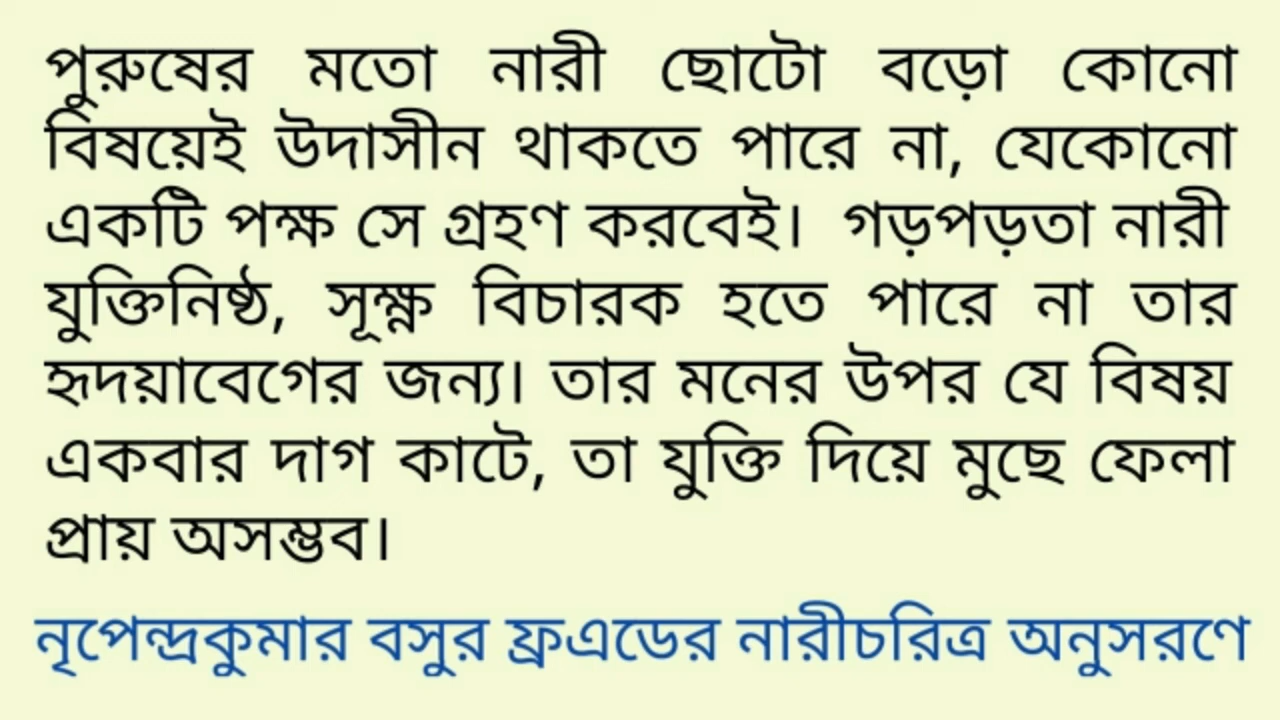 পুরুষের মতো নারী ছোটো বড়ো কোনো
বিষয়েই উদাসীন থাকতে পারে না, যেকোনো
একটি পক্ষ সে গ্রহণ করবেই। গড়পড়তা নারী
যুক্তিনিষ্ঠ, সূক্ষ্ণ বিচারক হতে পারে না তার
হৃদয়াবেগের জন্য। তার মনের উপর যে বিষয়
একবার দাগ কাটে, তা যুক্তি দিয়ে মুছে ফেলা
প্রায় অসম্ভব।
নৃপেন্দ্রকুমার বসুর ফ্রএডের নারীচরিত্র অনুসরণে